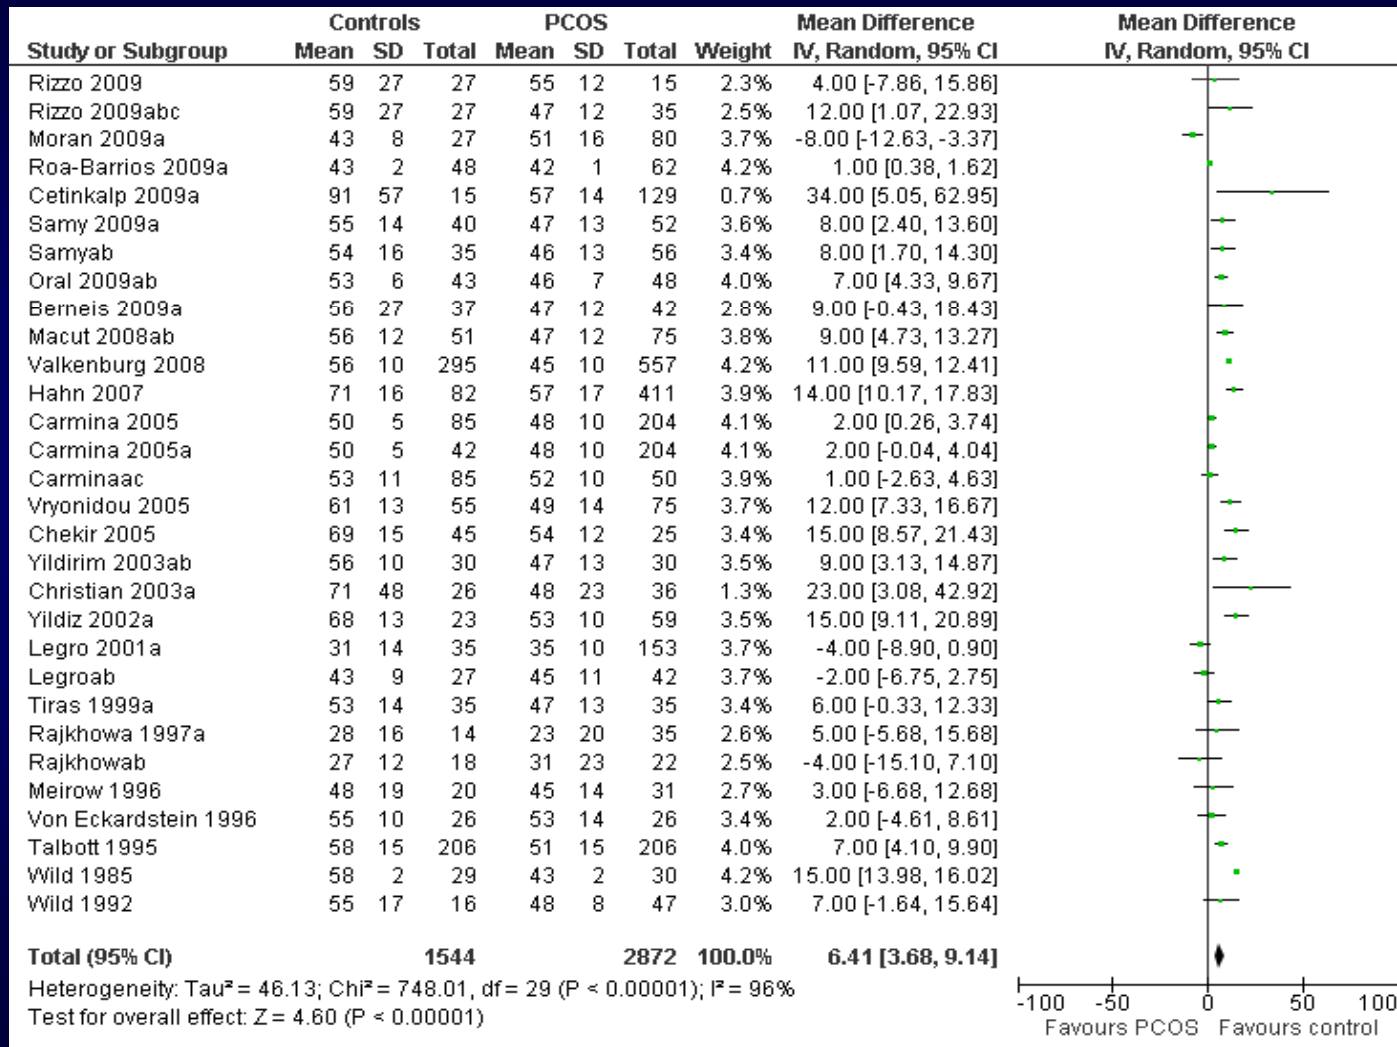 Controls PCOS Mean Difference Mean Difference
Study or Subgroup Mean SD Total Mean SD Total Weight IV, Random, 95% CI IV, Random, 95% CI
Rizzo 2009 59 27 27 55 12 15 2.3% 4.00 [-7.86, 15.86]
Rizzo 2009abc 59 27 27 47 12 35 2.5% 12.00 [1.07, 22.93]
Moran 2009a 43 8 27 51 16 80 3.7% -8.00 [-12.63, -3.37]
Roa-Barrios 2009a 43 2 48 42 1 62 4.2% 1.00 [0.38, 1.62]
Cetinkalp 2009a 91 57 15 57 14 129 0.7% 34.00 [5.05, 62.95]
Samy 2009a 55 14 40 47 13 52 3.6% 8.00 [2.40, 13.60]
Samyab 54 16 35 46 13 56 3.4% 8.00 [1.70, 14.30]
Oral 2009ab 53 6 43 46 7 48 4.0% 7.00 [4.33, 9.67]
Berneis 2009a 56 27 37 47 12 42 2.8% 9.00 [-0.43, 18.43]
Macut 2008ab 56 12 51 47 12 75 3.8% 9.00 [4.73, 13.27]
Valkenburg 2008 56 10 295 45 10 557 4.2% 11.00 [9.59, 12.41]
Hahn 2007 71 16 82 57 17 411 3.9% 14.00 [10.17, 17.83]
Carmina 2005 50 5 85 48 10 204 4.1% 2.00 [0.26, 3.74]
Carmina 2005a 50 5 42 48 10 204 4.1% 2.00 [-0.04, 4.04]
Carminaac 53 11 85 52 10 50 3.9% 1.00 [-2.63, 4.63]
Vryonidou 2005 61 13 55 49 14 75 3.7% 12.00 [7.33, 16.67]
Chekir 2005 69 15 45 54 12 25 3.4% 15.00 [8.57, 21.43]
Yildirim 2003ab 56 10 30 47 13 30 3.5% 9.00 [3.13, 14.87]
Christian 2003a 71 48 26 48 23 36 1.3% 23.00 [3.08, 42.92]
Yildiz 2002a 68 13 23 53 10 59 3.5% 15.00 [9.11, 20.89]
Legro 2001a 31 14 35 35 10 153 3.7% -4.00 [-8.90, 0.90]
Legroab 43 9 27 45 11 42 3.7% -2.00 [-6.75, 2.75]
Tiras 1999a 53 14 35 47 13 35 3.4% 6.00 [-0.33, 12.33]
Rajkhowa 1997a 28 16 14 23 20 35 2.6% 5.00 [-5.68, 15.68]
Rajkhowab 27 12 18 31 23 22 2.5% -4.00 [-15.10, 7.10]
Meirow 1996 48 19 20 45 14 31 2.7% 3.00 [-6.68, 12.68]
Von Eckardstein 1996 55 10 26 53 14 26 3.4% 2.00 [-4.61, 8.61]
Talbott 1995 58 15 206 51 15 206 4.0% 7.00 [4.10, 9.90]
Wild 1985 58 2 29 43 2 30 4.2% 15.00 [13.98, 16.02]
Wild 1992 55 17 16 48 8 47 3.0% 7.00 [-1.64, 15.64]
Total (95% CI) 1544 2872 100.0% 6.41 [3.68, 9.14]
Heterogeneity: Tau² = 46.13; Chi² = 748.01, df = 29 (P < 0.00001); I² = 96%
Test for overall effect: Z = 4.60 (P < 0.00001)
-100 -50 0 50 100
Favours PCOS Favours control